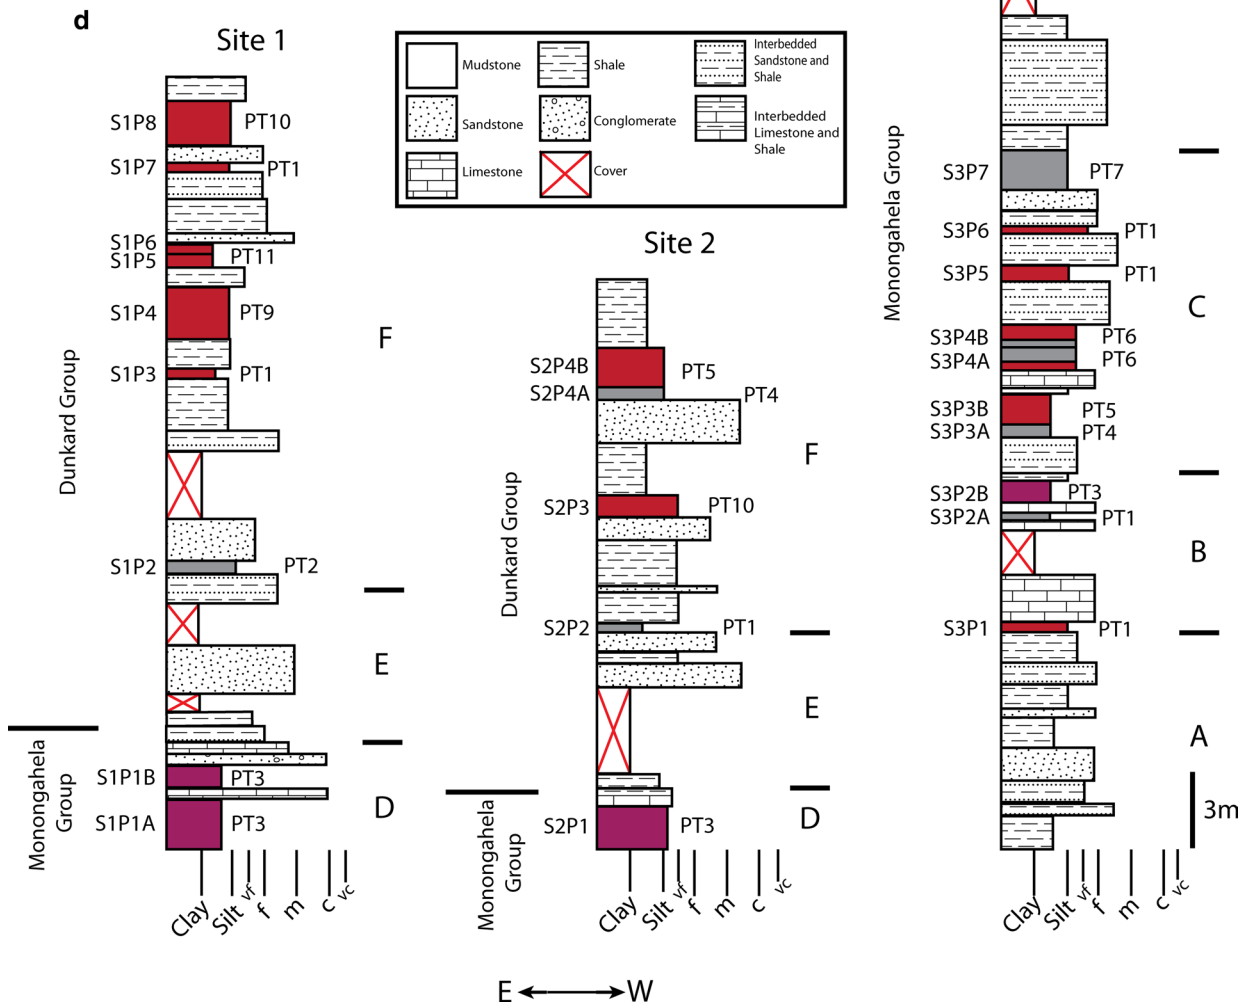 d
Site 1
Mudstone
Shale
Interbedded
Sandstone and
Shale
Sandstone
Conglomerate
Interbedded
Limestone and
Shale
Limestone
Cover
S1P8
PT10
S1P7
PT1
S1P6
S1P5
PT11
S1P4
PT9
S1P3
PT1
S1P2
PT2
S1P1B
PT3
S1P1A
PT3
Dunkard Group
Monongahela
Group
F
E
D
Clay
Silt
vf
f
m
c
vc
Site 2
S2P4B
PT5
S2P4A
PT4
S2P3
PT10
S2P2
PT1
S2P1
PT3
Dunkard Group
Monongahela
Group
F
E
D
Clay
Silt
vf
f
m
c
vc
Monongahela Group
S3P7
PT7
S3P6
PT1
S3P5
PT1
S3P4B
PT6
S3P4A
PT6
S3P3B
PT5
S3P3A
PT4
S3P2B
PT3
S3P2A
PT1
S3P1
PT1
C
B
A
3m
Clay
Silt
vf
f
m
c
vc
E
W